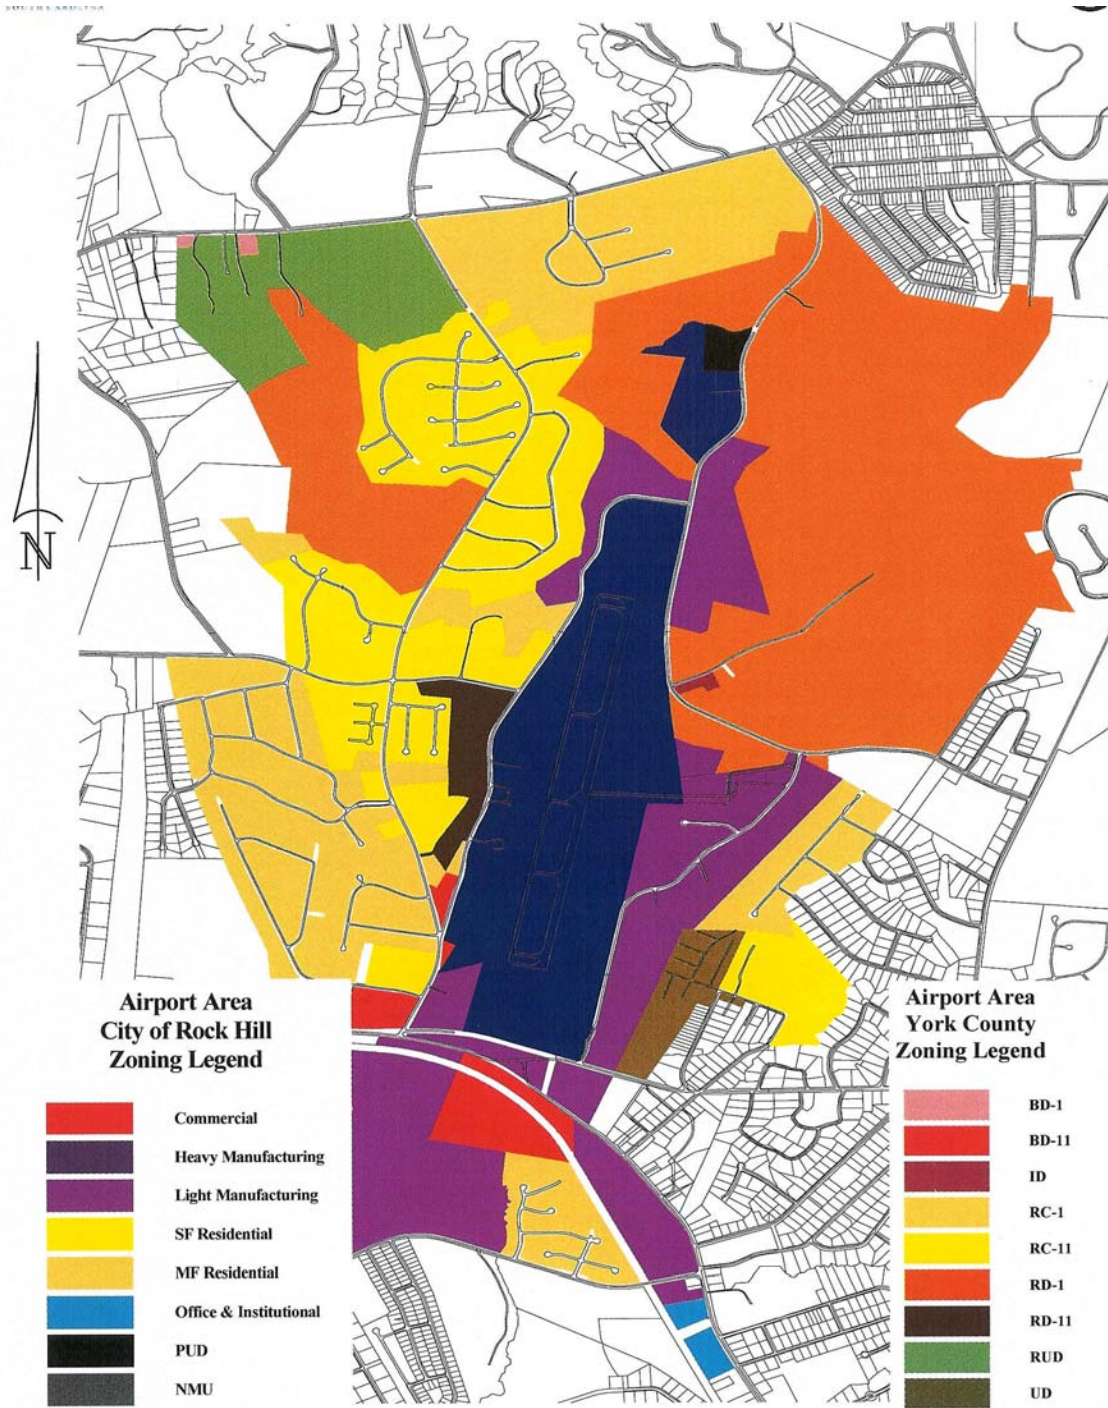 N
Airport Area
City of Rock Hill
Zoning Legend
Commercial
Heavy Manufacturing
Light Manufacturing
SF Residential
MF Residential
Office & Institutional
PUD
NMU
Airport Area
York County
Zoning Legend
BD-1
BD-11
ID
RC-1
RC-11
RD-1
RD-11
RUD
UD